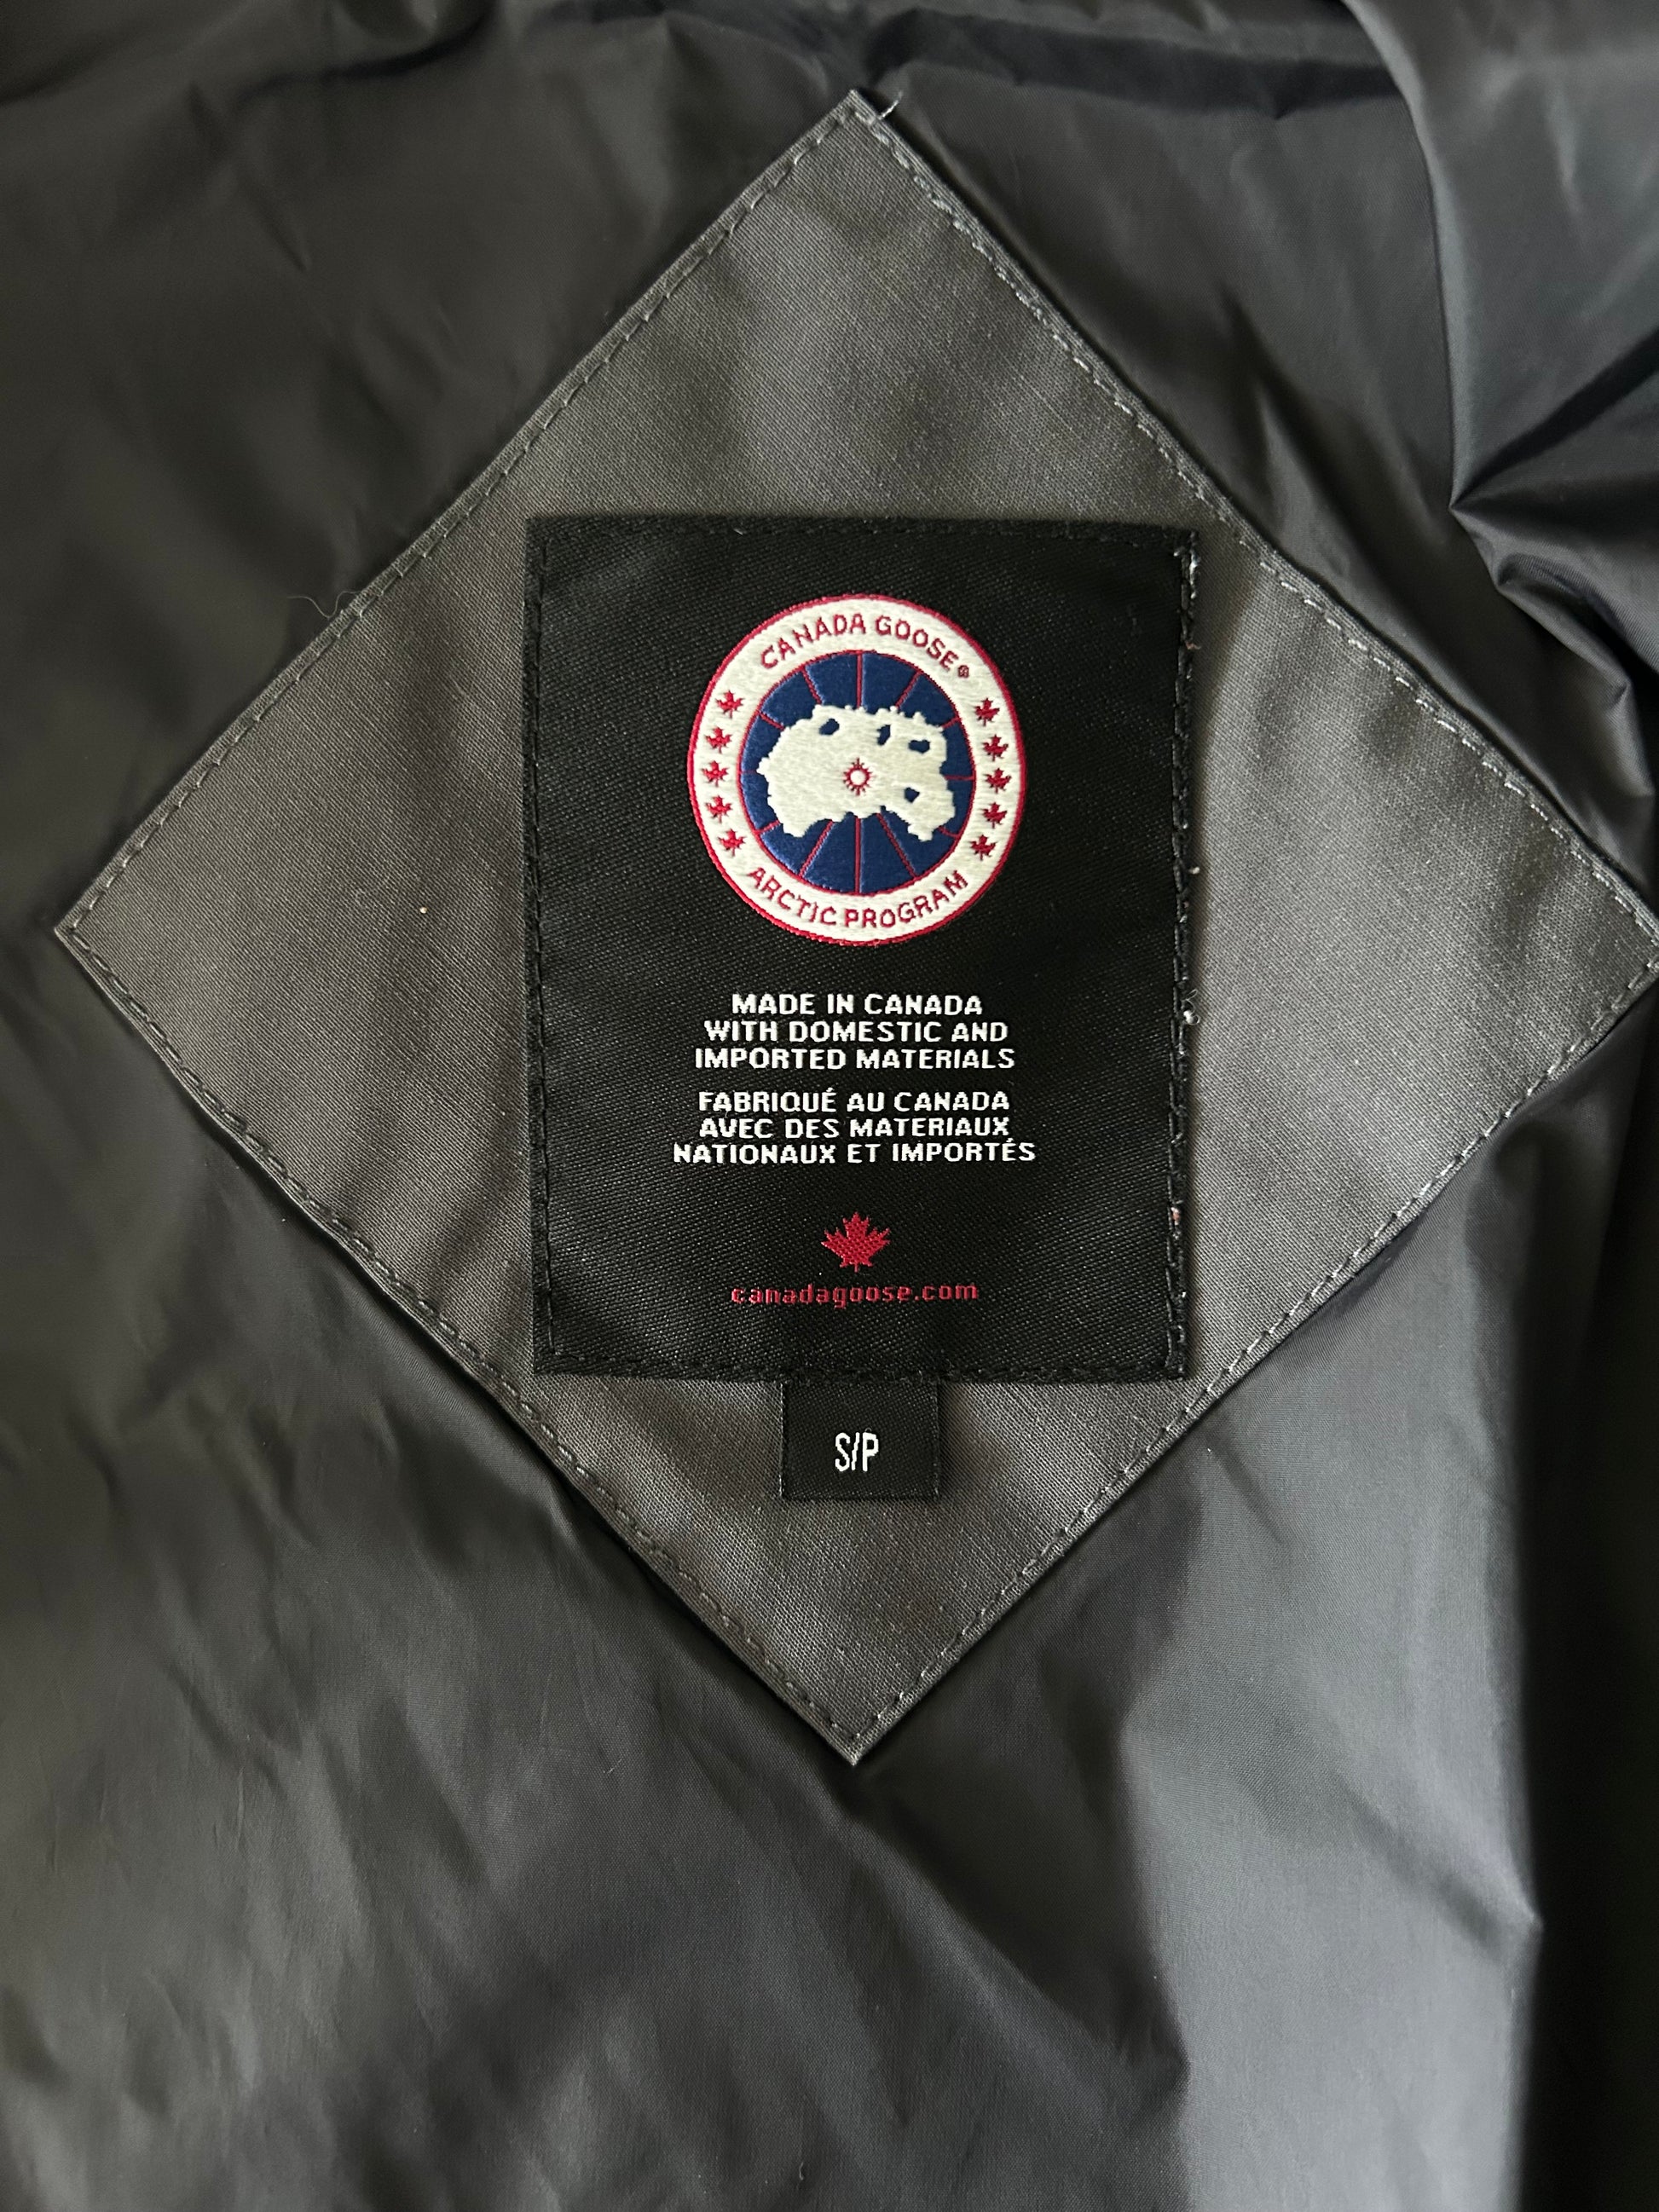 CANADA GOOSE®
ARCTIC PROGRAM
MADE IN CANADA
WITH DOMESTIC AND
IMPORTED MATERIALS
FABRIQUÉ AU CANADA
AVEC DES MATERIAUX
NATIONAUX ET IMPORTÉS
canadagoose.com
S/P